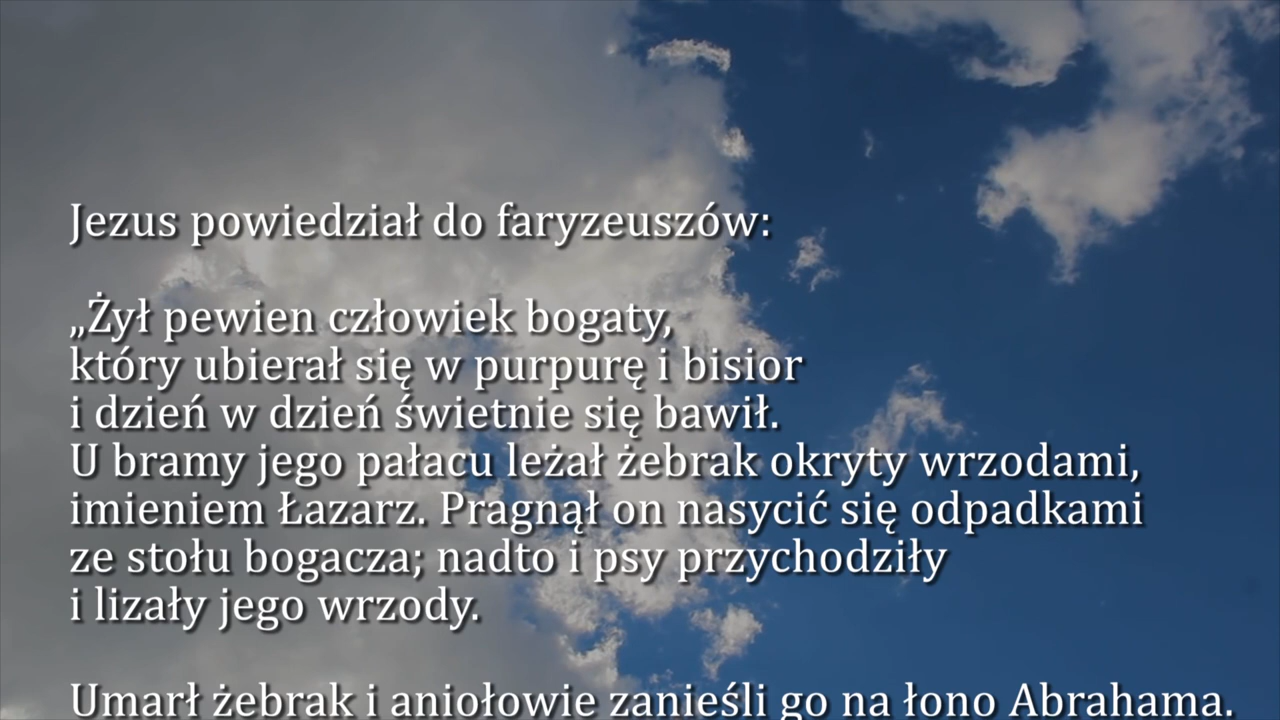 Jezus powiedział do faryzeuszów:
„Żył pewien człowiek bogaty,
który ubierał się w purpurę i bisior
i dzień w dzień świetnie się bawił.
U bramy jego pałacu leżał żebrak okryty wrzodami,
imieniem Łazarz. Pragnął on nasycić się odpadkami
ze stołu bogacza; nadto i psy przychodziły
i lizały jego wrzody.
Umarł żebrak i aniołowie zanieśli go na łono Abrahama.